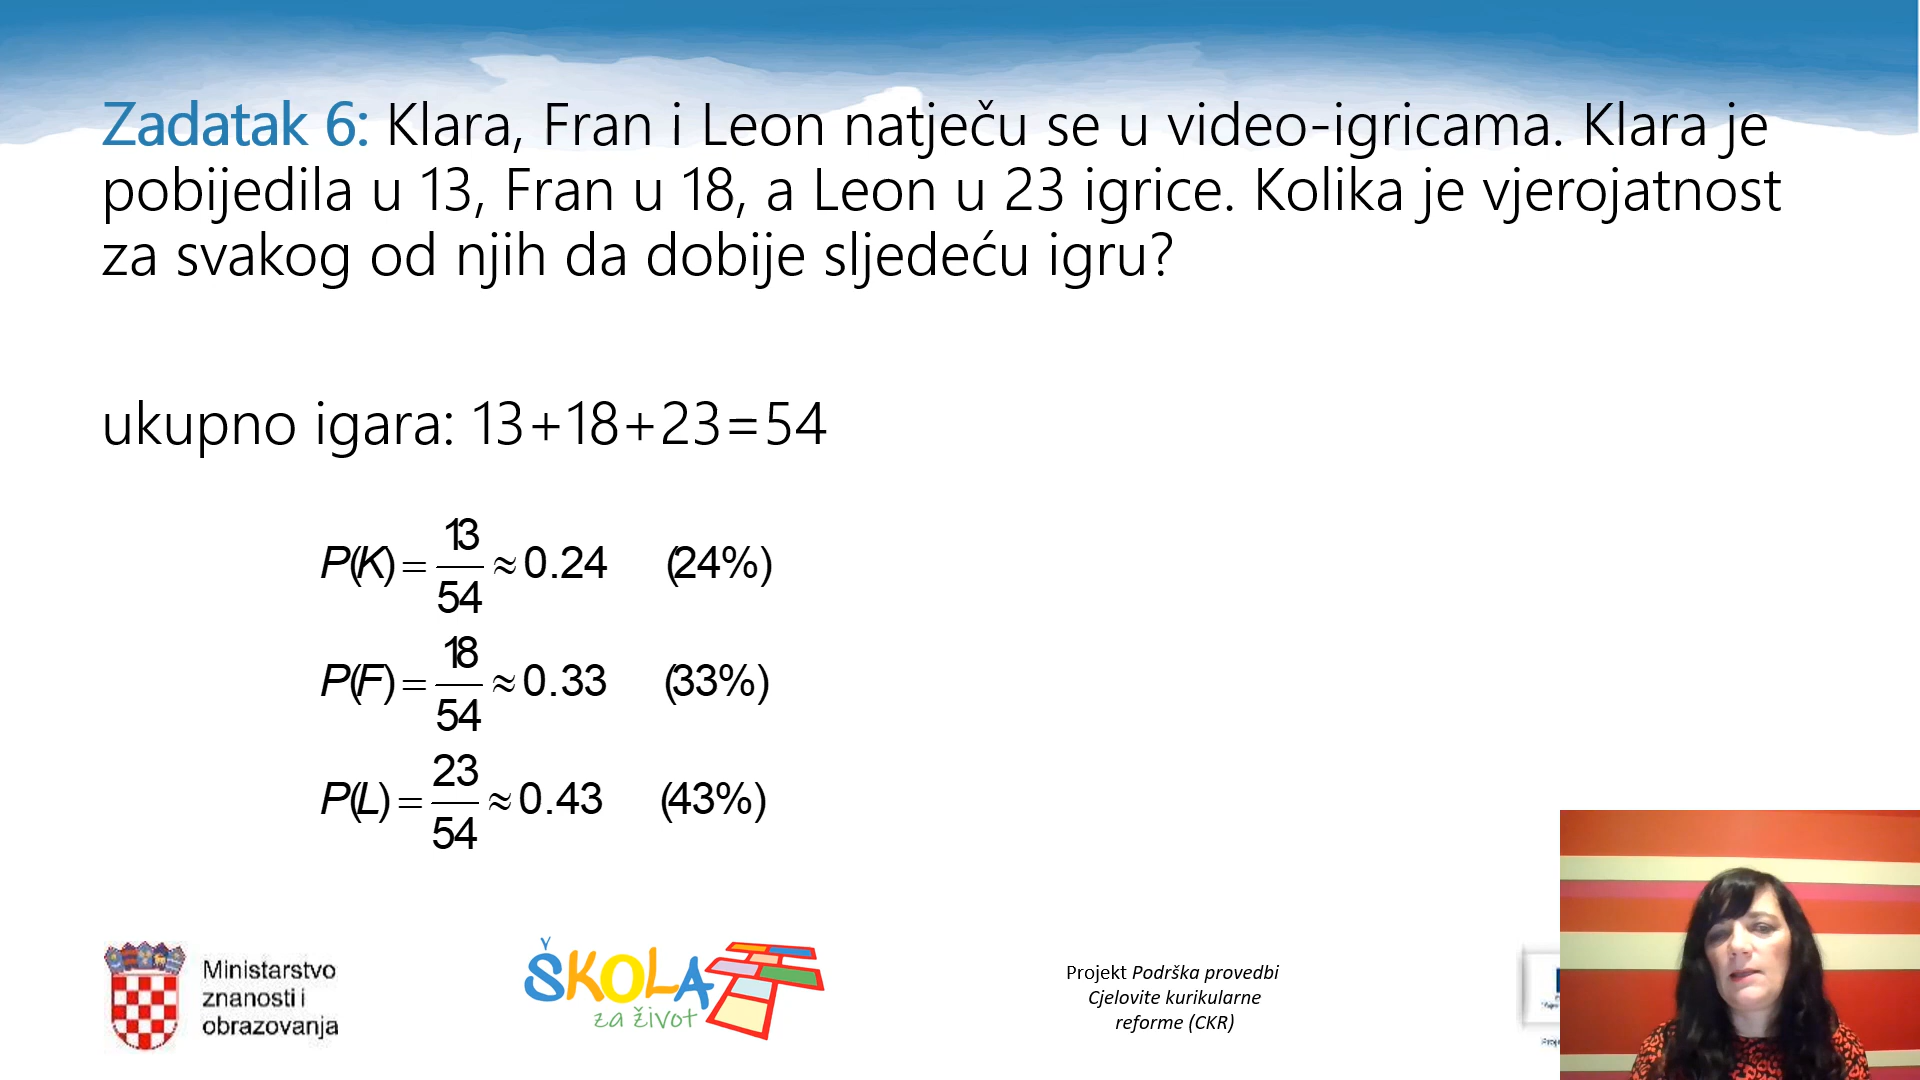 Zadatak 6: Klara, Fran i Leon natječu se u video-igricama. Klara je
pobijedila u 13, Fran u 18, a Leon u 23 igrice. Kolika je vjerojatnost
za svakog od njih da dobije sljedeću igru?
ukupno igara: 13+18+23=54
P(K) = 13/54 ≈ 0.24 (24%)
P(F) = 18/54 ≈ 0.33 (33%)
P(L) = 23/54 ≈ 0.43 (43%)
Ministarstvo
znanosti i
obrazovanja
ŠKOLA
za život
Projekt Podrška provedbi
Cjelovite kurikularne
reforme (CKR)